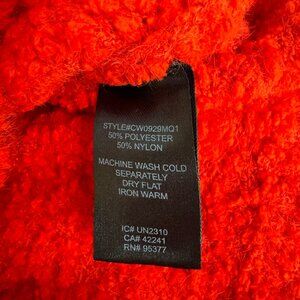 STYLE#CW0929MQ1
50% POLYESTER
50% NYLON
MACHINE WASH COLD
SEPARATELY
DRY FLAT
IRON WARM
IC# UN2310
CA# 42241
RN# 95377